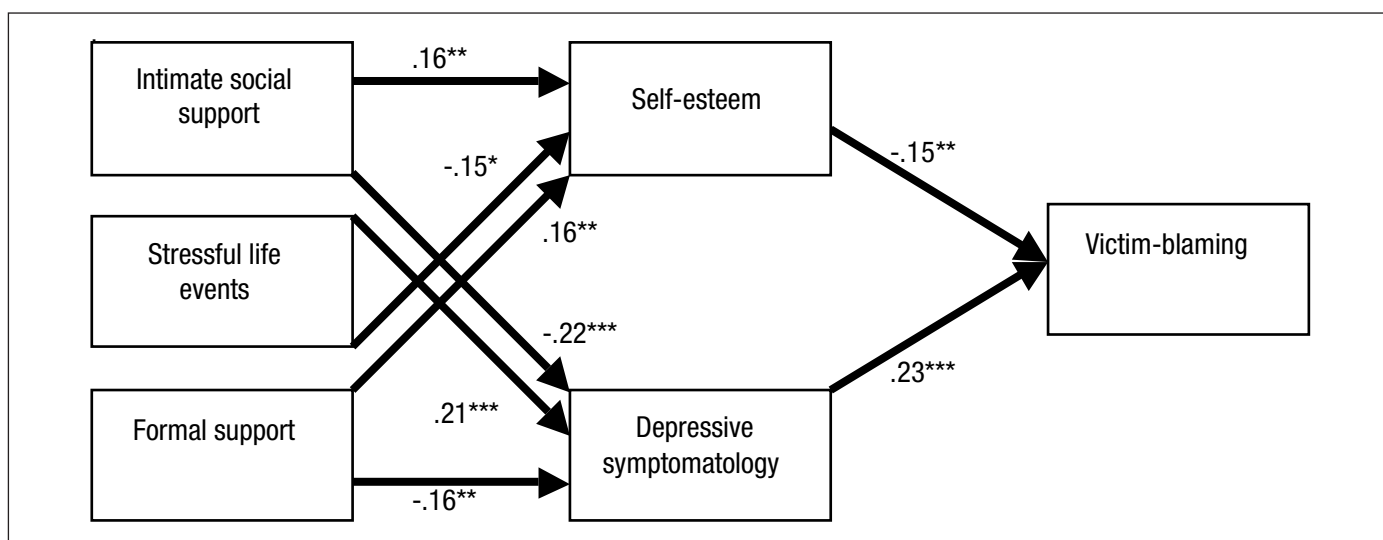 Intimate social
support
.16**
Self-esteem
-.15*
-.15**
.16**
Stressful life
events
Victim-blaming
-.22***
.23***
.21***
Formal support
Depressive
symptomatology
-.16**